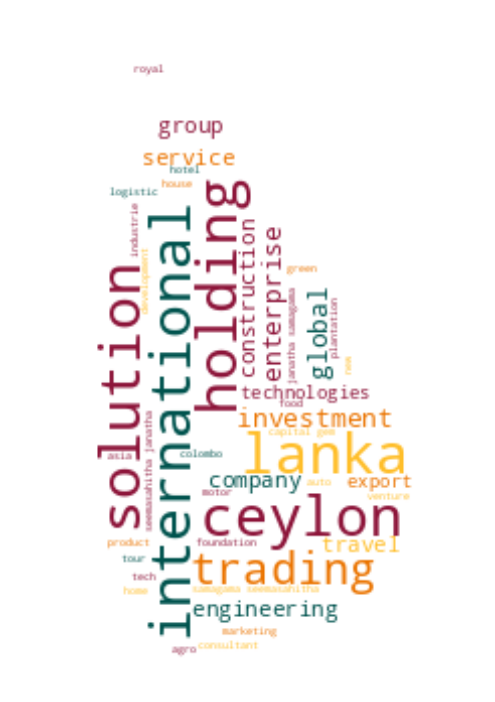 royal
group
service
hotel
house
logistic
holding
international
industrie
development
construction
enterprise
solution
green
global
janatha samagama
plantation
new
technologies
food
investment
capital gem
seemasahitha janatha
lanka
asia
colombo
company
auto
export
motor
venture
ceylon
product
foundation
travel
tour
trading
tech
home
samagama seemasahitha
engineering
marketing
agro
consultant